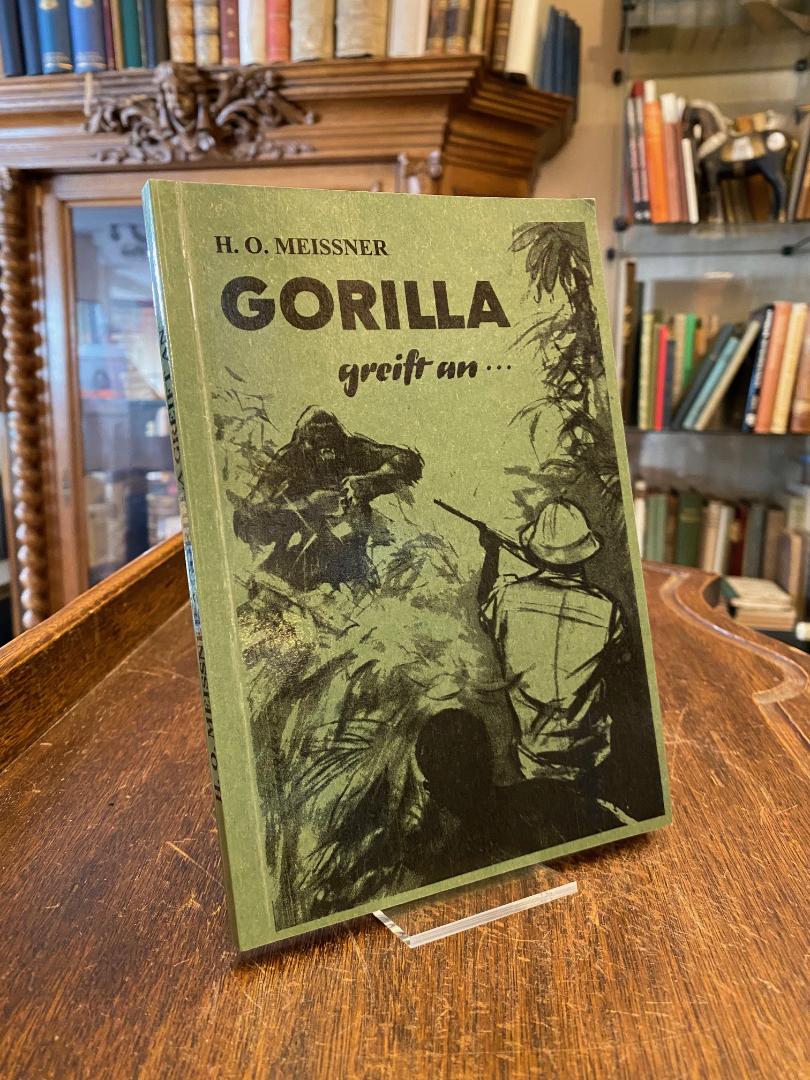 H. O. MEISSNER
GORILLA
greift an...
H. O. MEISSNER